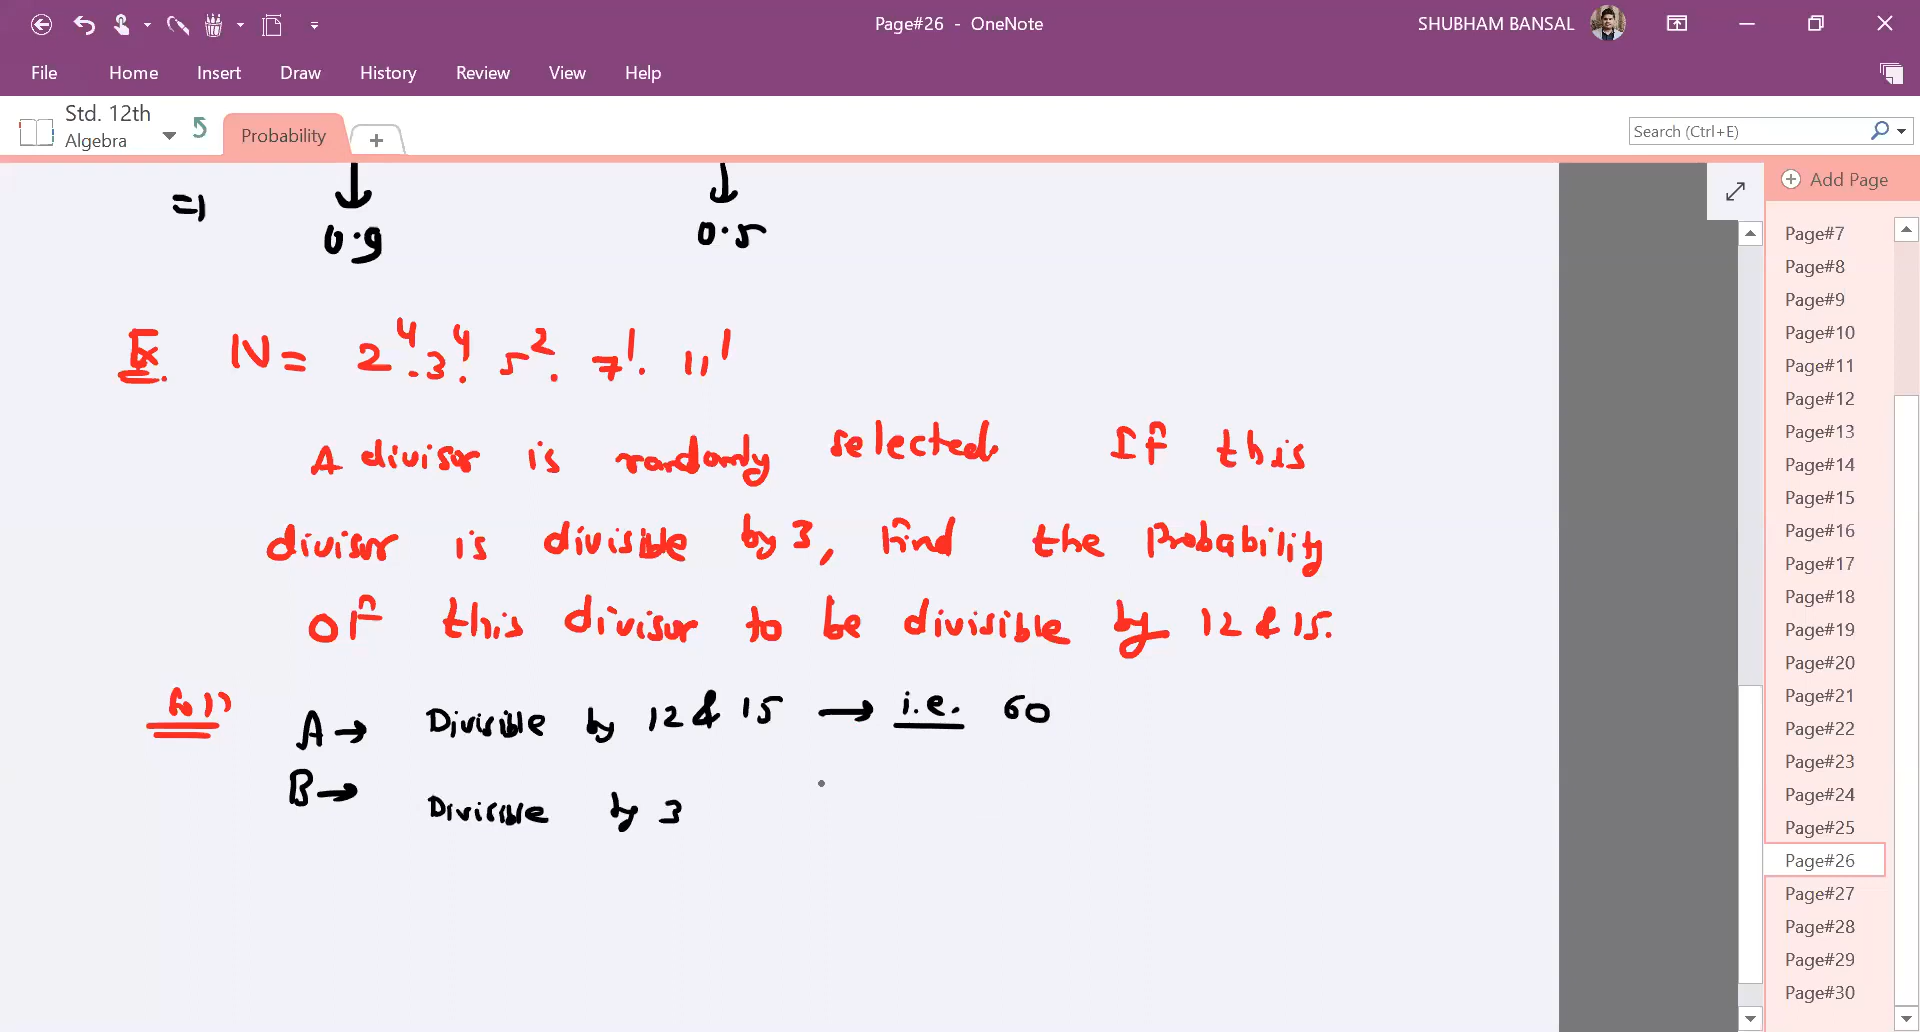 Page#26 - OneNote
SHUBHAM BANSAL
File Home Insert Draw History Review View Help
Std. 12th
Algebra
Probability
+
Search (Ctrl+E)
Add Page
Page#7
Page#8
Page#9
Page#10
Page#11
Page#12
Page#13
Page#14
Page#15
Page#16
Page#17
Page#18
Page#19
Page#20
Page#21
Page#22
Page#23
Page#24
Page#25
Page#26
Page#27
Page#28
Page#29
Page#30
=1
0.9 0.5
Ex. N = 2⁴.3⁴. 5². 7¹. 11¹
A divisor is randomly selected. If this
divisor is divisible by 3, find the Probability
of this divisor to be divisible by 12 & 15.
Sol)
A → Divisible by 12 & 15 → i.e. 60
B → Divisible by 3